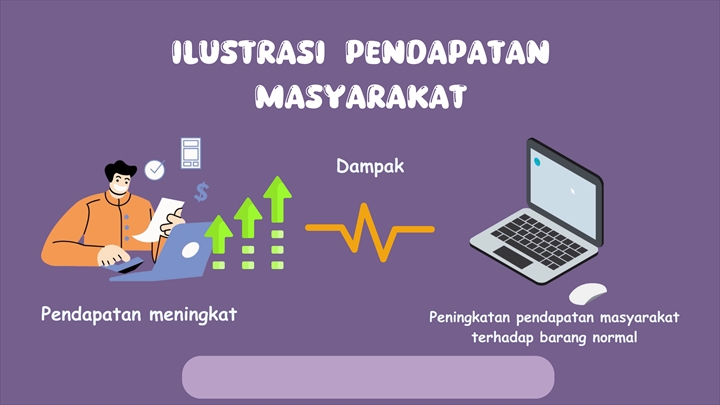 ILUSTRASI PENDAPATAN
MASYARAKAT
Dampak
$
Pendapatan meningkat
Peningkatan pendapatan masyarakat
terhadap barang normal